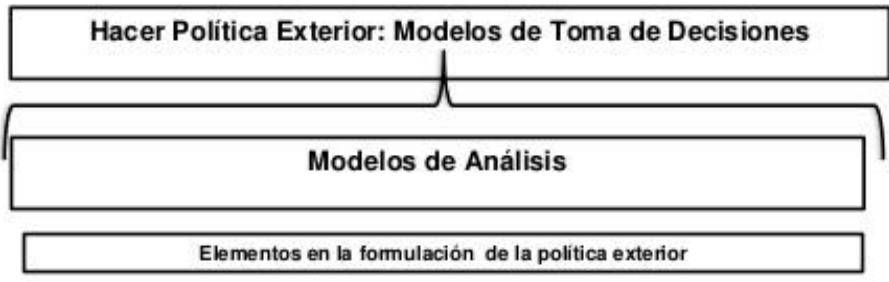 Hacer Política Exterior: Modelos de Toma de Decisiones
Modelos de Análisis
Elementos en la formulación de la política exterior